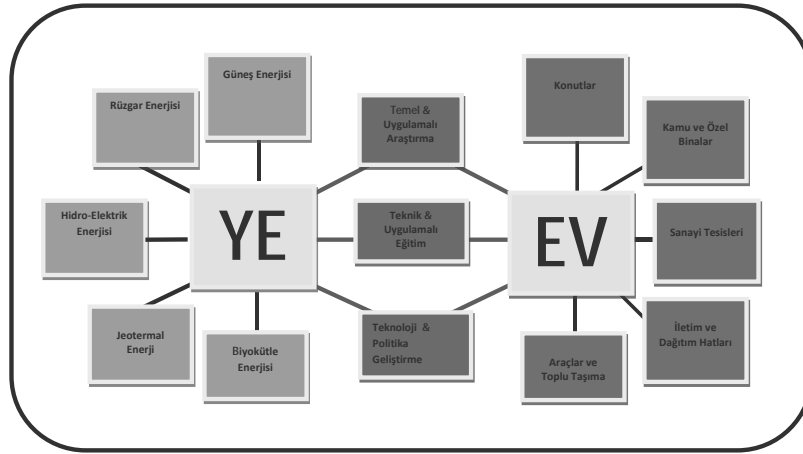 Güneş Enerjisi
Rüzgar Enerjisi
Hidro-Elektrik
Enerjisi
YE
Jeotermal
Enerji
Biyokütle
Enerjisi
Temel &
Uygulamalı
Araştırma
Teknik &
Uygulamalı
Eğitim
Teknoloji &
Politika
Geliştirme
Konutlar
Kamu ve Özel
Binalar
EV
Sanayi Tesisleri
İletim ve
Dağıtım Hatları
Araçlar ve
Toplu Taşıma